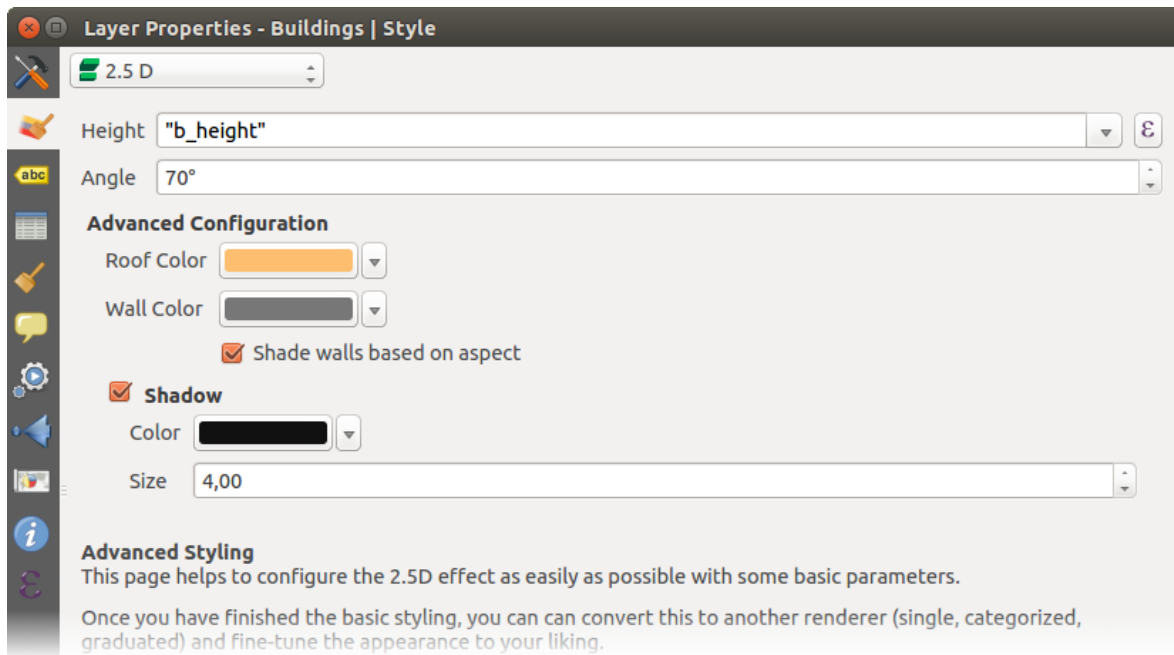 Layer Properties - Buildings | Style
2.5 D
Height "b_height" ε
abc
Angle 70°
Advanced Configuration
Roof Color
Wall Color
Shade walls based on aspect
Shadow
Color
Size 4,00
i
Advanced Styling
This page helps to configure the 2.5D effect as easily as possible with some basic parameters.
ε
Once you have finished the basic styling, you can can convert this to another renderer (single, categorized,
graduated) and fine-tune the appearance to your liking.